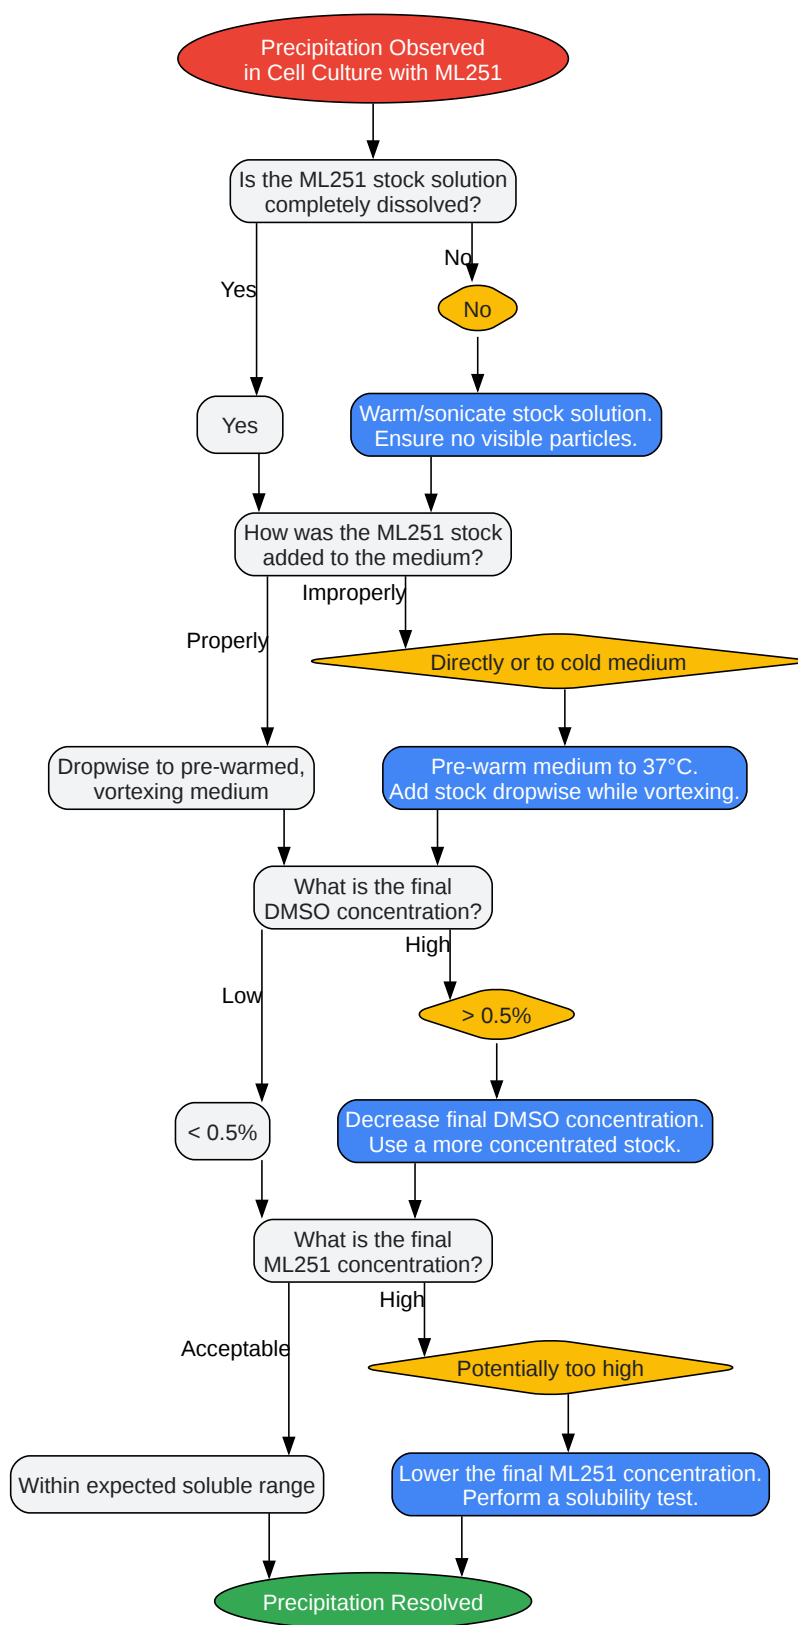 Precipitation Observed
in Cell Culture with ML251
Is the ML251 stock solution
completely dissolved?
No
Yes
No
Yes
Warm/sonicate stock solution.
Ensure no visible particles.
How was the ML251 stock
added to the medium?
Improperly
Properly
Directly or to cold medium
Dropwise to pre-warmed,
vortexing medium
Pre-warm medium to 37°C.
Add stock dropwise while vortexing.
What is the final
DMSO concentration?
High
Low
> 0.5%
< 0.5%
Decrease final DMSO concentration.
Use a more concentrated stock.
What is the final
ML251 concentration?
High
Acceptable
Potentially too high
Within expected soluble range
Lower the final ML251 concentration.
Perform a solubility test.
Precipitation Resolved